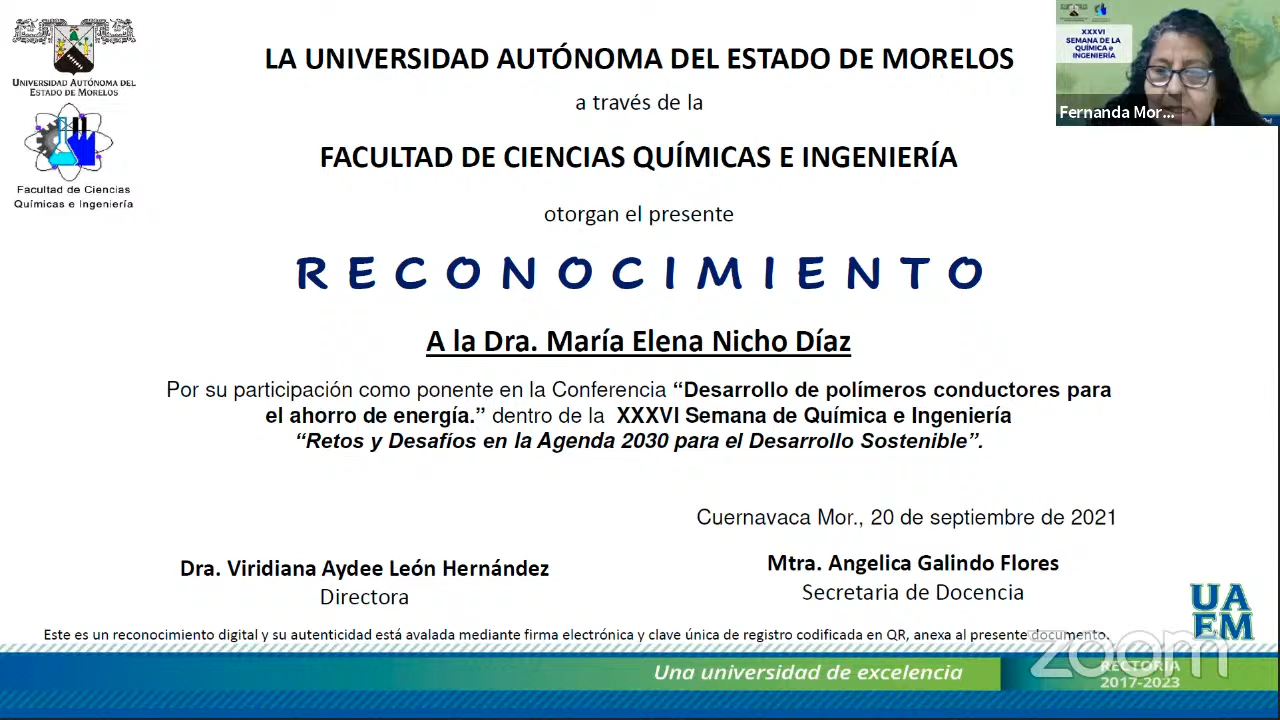 UNIVERSIDAD AUTÓNOMA DEL
ESTADO DE MORELOS
Facultad de Ciencias
Químicas e Ingeniería
LA UNIVERSIDAD AUTÓNOMA DEL ESTADO DE MORELOS
a través de la
FACULTAD DE CIENCIAS QUÍMICAS E INGENIERÍA
otorgan el presente
RECONOCIMIENTO
A la Dra. María Elena Nicho Díaz
Por su participación como ponente en la Conferencia “Desarrollo de polímeros conductores para
el ahorro de energía.” dentro de la XXXVI Semana de Química e Ingeniería
“Retos y Desafíos en la Agenda 2030 para el Desarrollo Sostenible”.
Cuernavaca Mor., 20 de septiembre de 2021
Dra. Viridiana Aydee León Hernández
Directora
Mtra. Angelica Galindo Flores
Secretaria de Docencia
Este es un reconocimiento digital y su autenticidad está avalada mediante firma electrónica y clave única de registro codificada en QR, anexa al presente documento.
Una universidad de excelencia
UA
EM
RECTORÍA
2017-2023
zoom
XXXVI
SEMANA DE LA
QUÍMICA e
INGENIERÍA
Fernanda Mor...